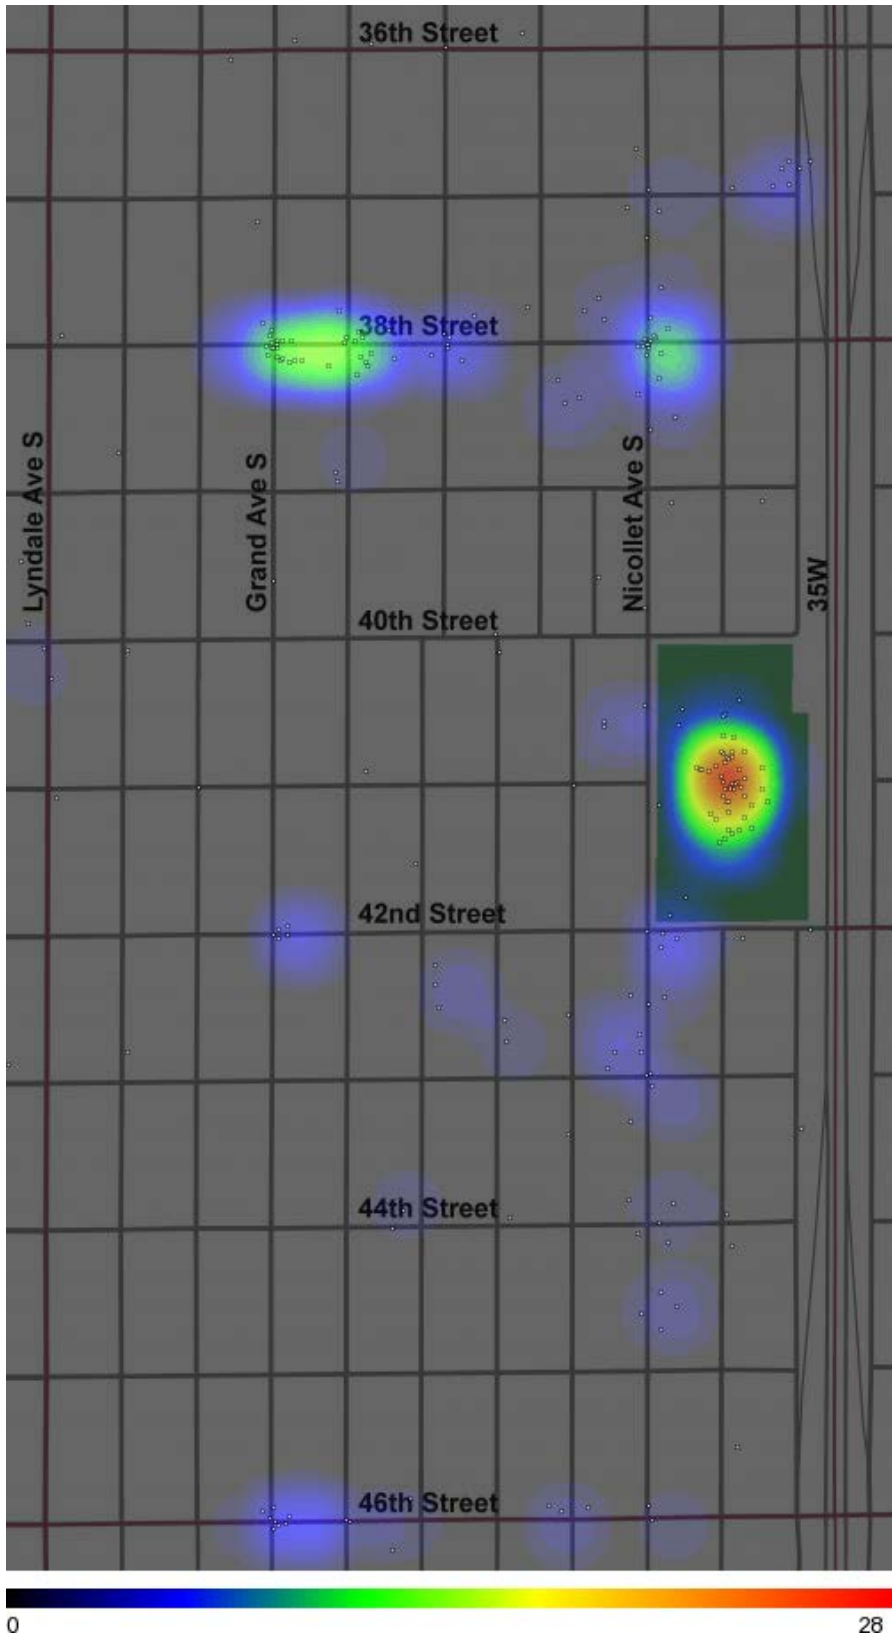 36th Street
38th Street
Lyndale Ave S
Grand Ave S
Nicollet Ave S
35W
40th Street
42nd Street
44th Street
46th Street
0
28